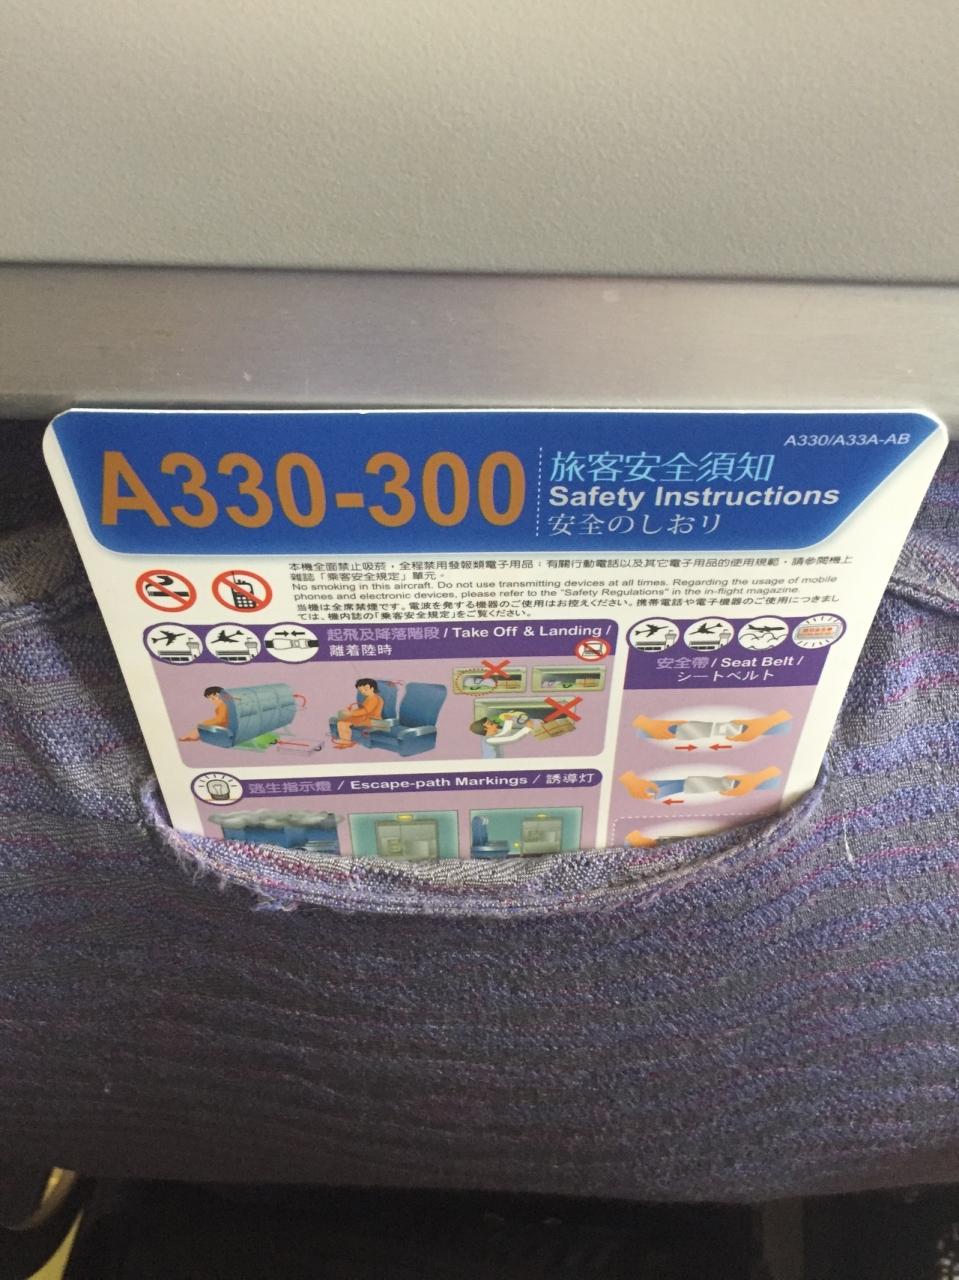 A330/A33A-AB
A330-300
旅客安全須知
Safety Instructions
安全のしおり
本機全面禁止吸菸，全程禁用發報類電子用品；有關行動電話以及其它電子用品的使用規範，請參閱機上
雜誌「乘客安全規定」單元。
No smoking in this aircraft. Do not use transmitting devices at all times. Regarding the usage of mobile
phones and electronic devices, please refer to the "Safety Regulations" in the in-flight magazine.
当機は全席禁煙です。電波を発する機器のご使用はお控えください。携帯電話や電子機器のご使用につきまし
ては、機内誌の「乗客安全規定」をご覧ください。
起飛及降落階段 / Take Off & Landing /
離着陸時
安全帶 / Seat Belt /
シートベルト
逃生指示燈 / Escape-path Markings / 誘導灯